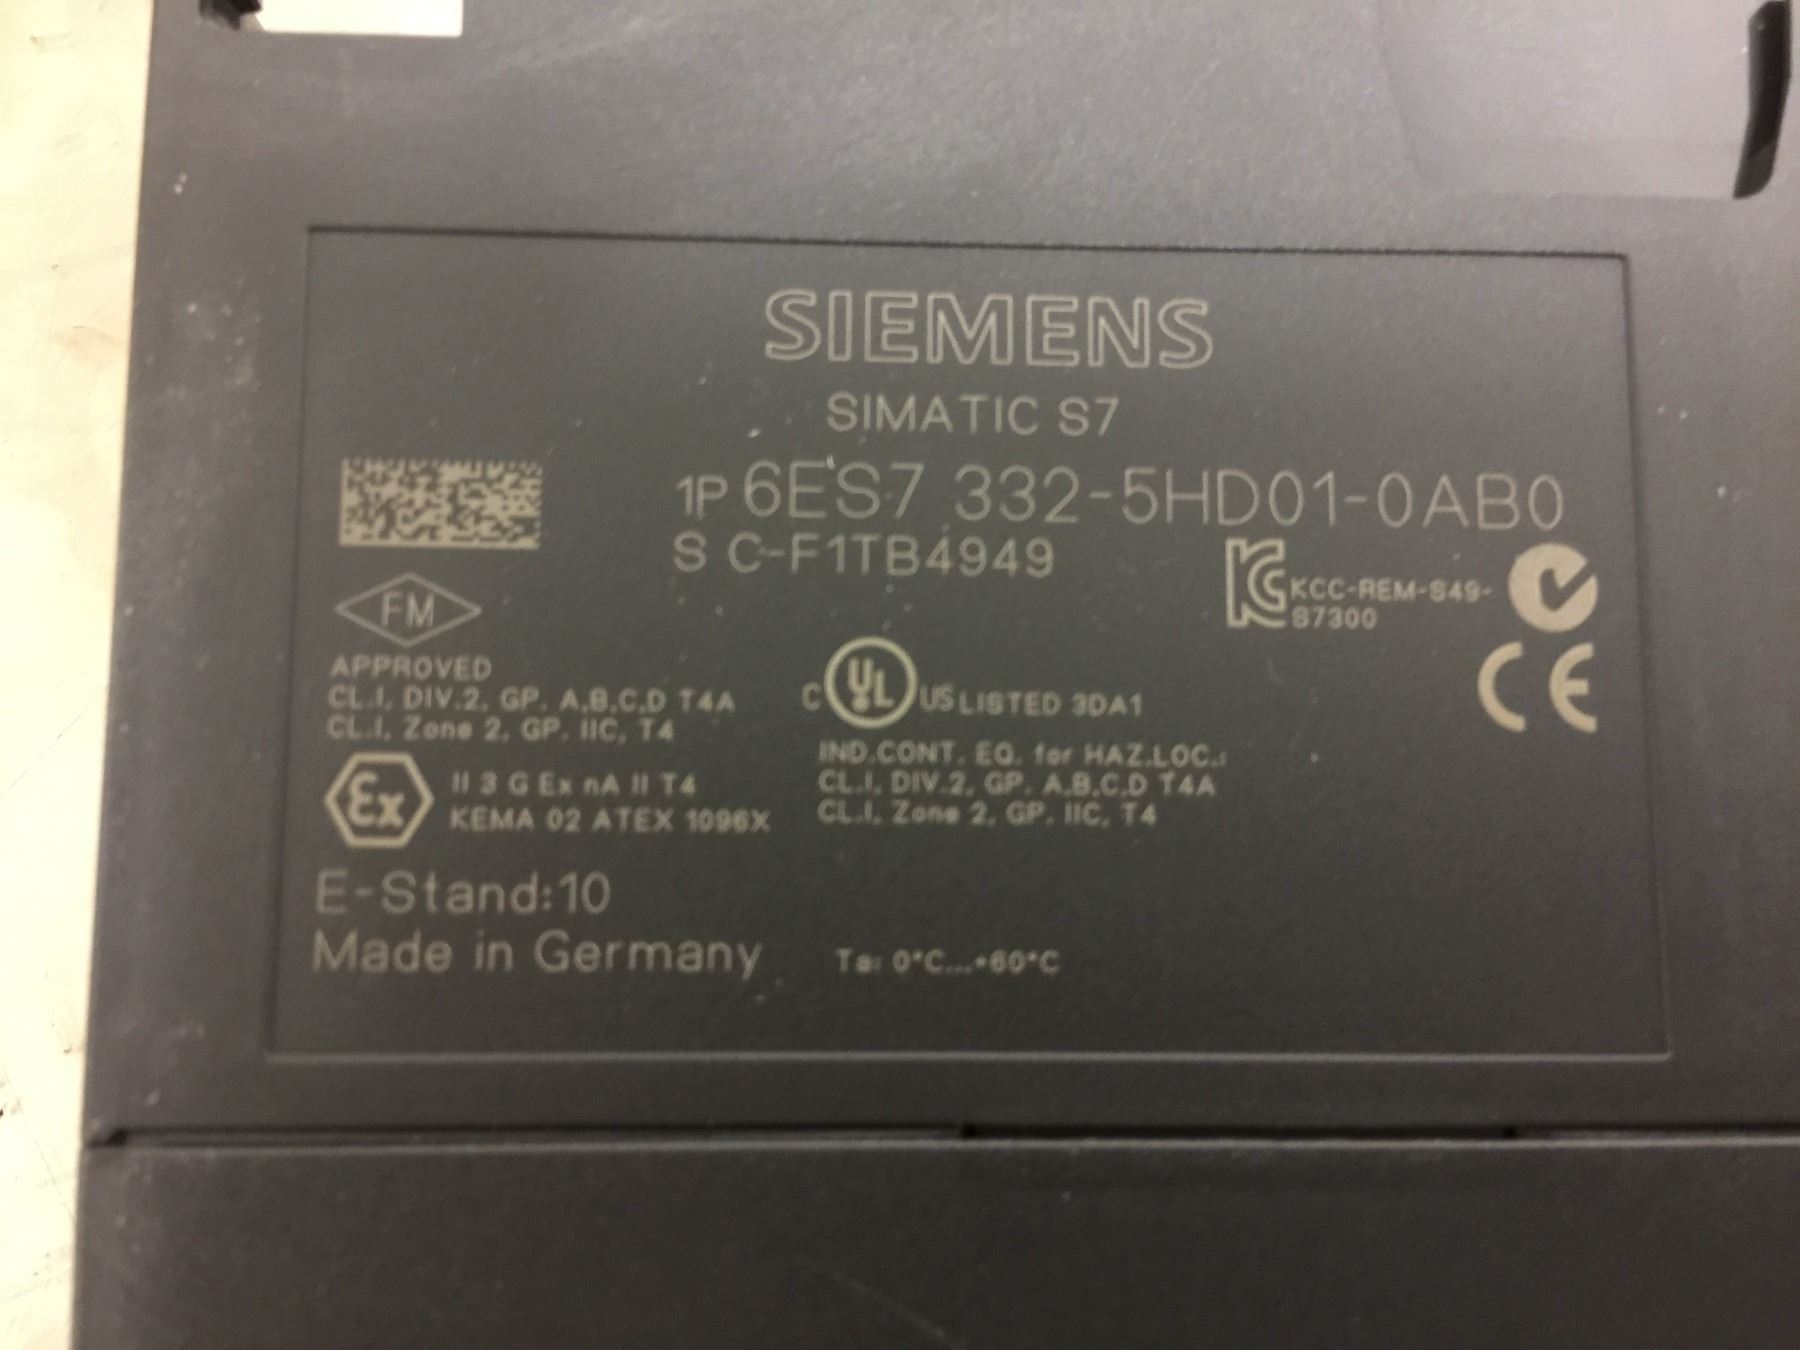 SIEMENS
SIMATIC S7
1P 6ES7 332-5HD01-0AB0
S C-F1TB4949
KCC-REM-S49-
S7300
FM
APPROVED
CL.I, DIV.2, GP. A,B,C,D T4A
CL.I, Zone 2, GP. IIC, T4
C UL US LISTED 3DA1
CE
IND.CONT. EQ. for HAZ.LOC.:
CL.I, DIV.2, GP. A,B,C,D T4A
CL.I, Zone 2, GP. IIC, T4
Ex II 3 G Ex nA II T4
KEMA 02 ATEX 1096X
E-Stand:10
Made in Germany
Ta: 0°C...+60°C